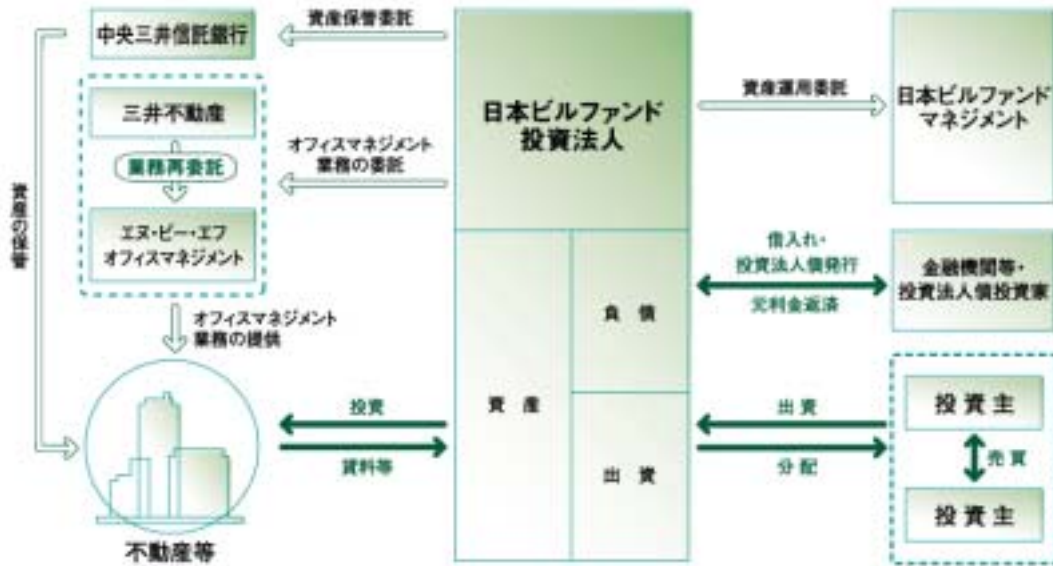 中央三井信託銀行
資産保管委託
三井不動産
業務再委託
エヌ・ビー・エフ
オフィスマネジメント
オフィスマネジメント
業務の委託
資産の保管
オフィスマネジメント
業務の提供
不動産等
投資
賃料等
日本ビルファンド
投資法人
資産
負債
出資
資産運用委託
日本ビルファンド
マネジメント
借入れ・
投資法人債発行
元利金返済
金融機関等・
投資法人債投資家
出資
分配
投資主
売買
投資主